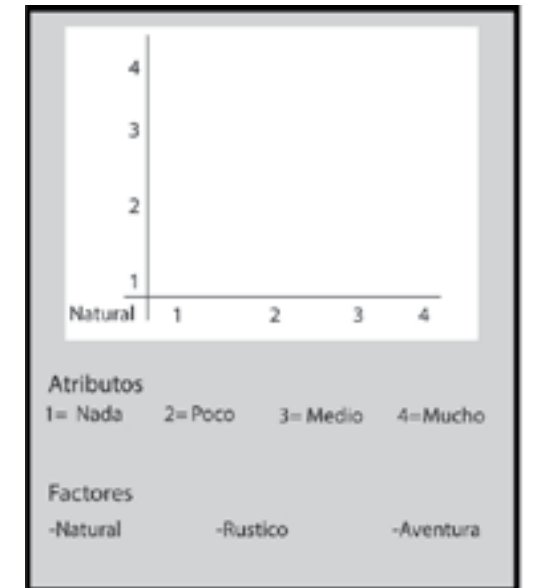 4
3
2
1
Natural 1 2 3 4
Atributos
1= Nada 2= Poco 3= Medio 4=Mucho
Factores
-Natural -Rustico -Aventura